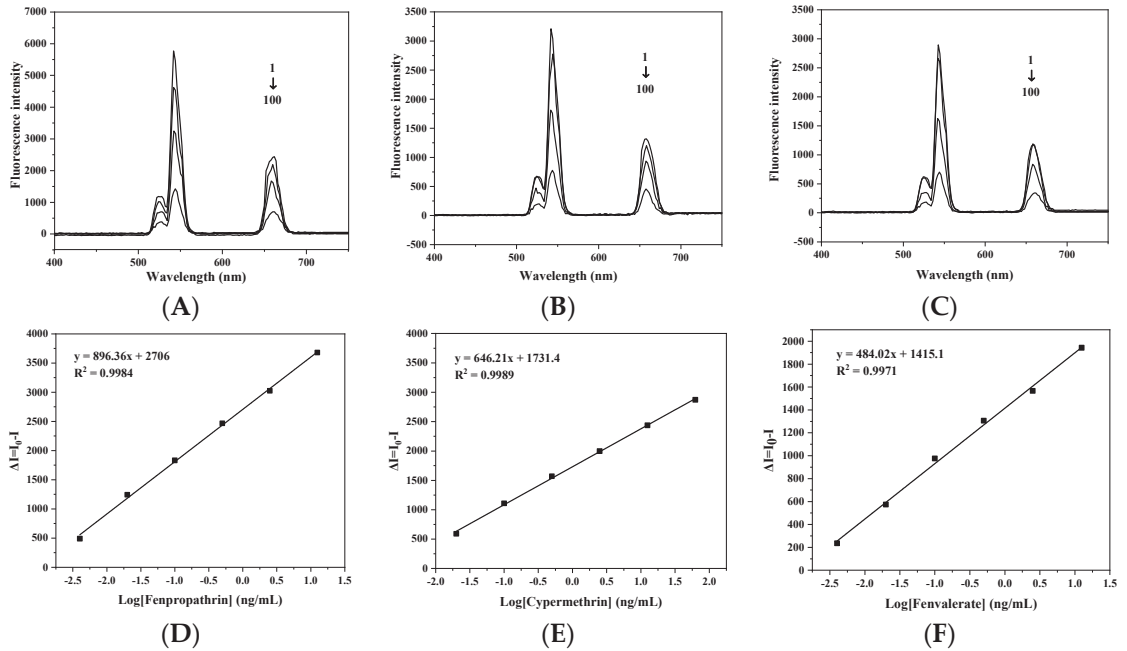 7000
6000
5000
4000
3000
2000
1000
0
Fluorescence intensity
1
↓
100
400 500 600 700
Wavelength (nm)
(A)
3500
3000
2500
2000
1500
1000
500
0
-500
Fluorescence intensity
1
↓
100
400 500 600 700
Wavelength (nm)
(B)
3500
3000
2500
2000
1500
1000
500
0
-500
Fluorescence intensity
1
↓
100
400 500 600 700
Wavelength (nm)
(C)
4000
3500
3000
2500
2000
1500
1000
500
0
ΔI=I₀-I
y = 896.36x + 2706
R² = 0.9984
-2.5 -2.0 -1.5 -1.0 -0.5 0.0 0.5 1.0 1.5
Log[Fenpropathrin] (ng/mL)
(D)
4000
3500
3000
2500
2000
1500
1000
500
0
ΔI=I₀-I
y = 646.21x + 1731.4
R² = 0.9989
-2.0 -1.5 -1.0 -0.5 0.0 0.5 1.0 1.5 2.0
Log[Cypermethrin] (ng/mL)
(E)
2000
1800
1600
1400
1200
1000
800
600
400
200
0
ΔI=I₀-I
y = 484.02x + 1415.1
R² = 0.9971
-2.5 -2.0 -1.5 -1.0 -0.5 0.0 0.5 1.0
Log[Fenvalerate] (ng/mL)
(F)